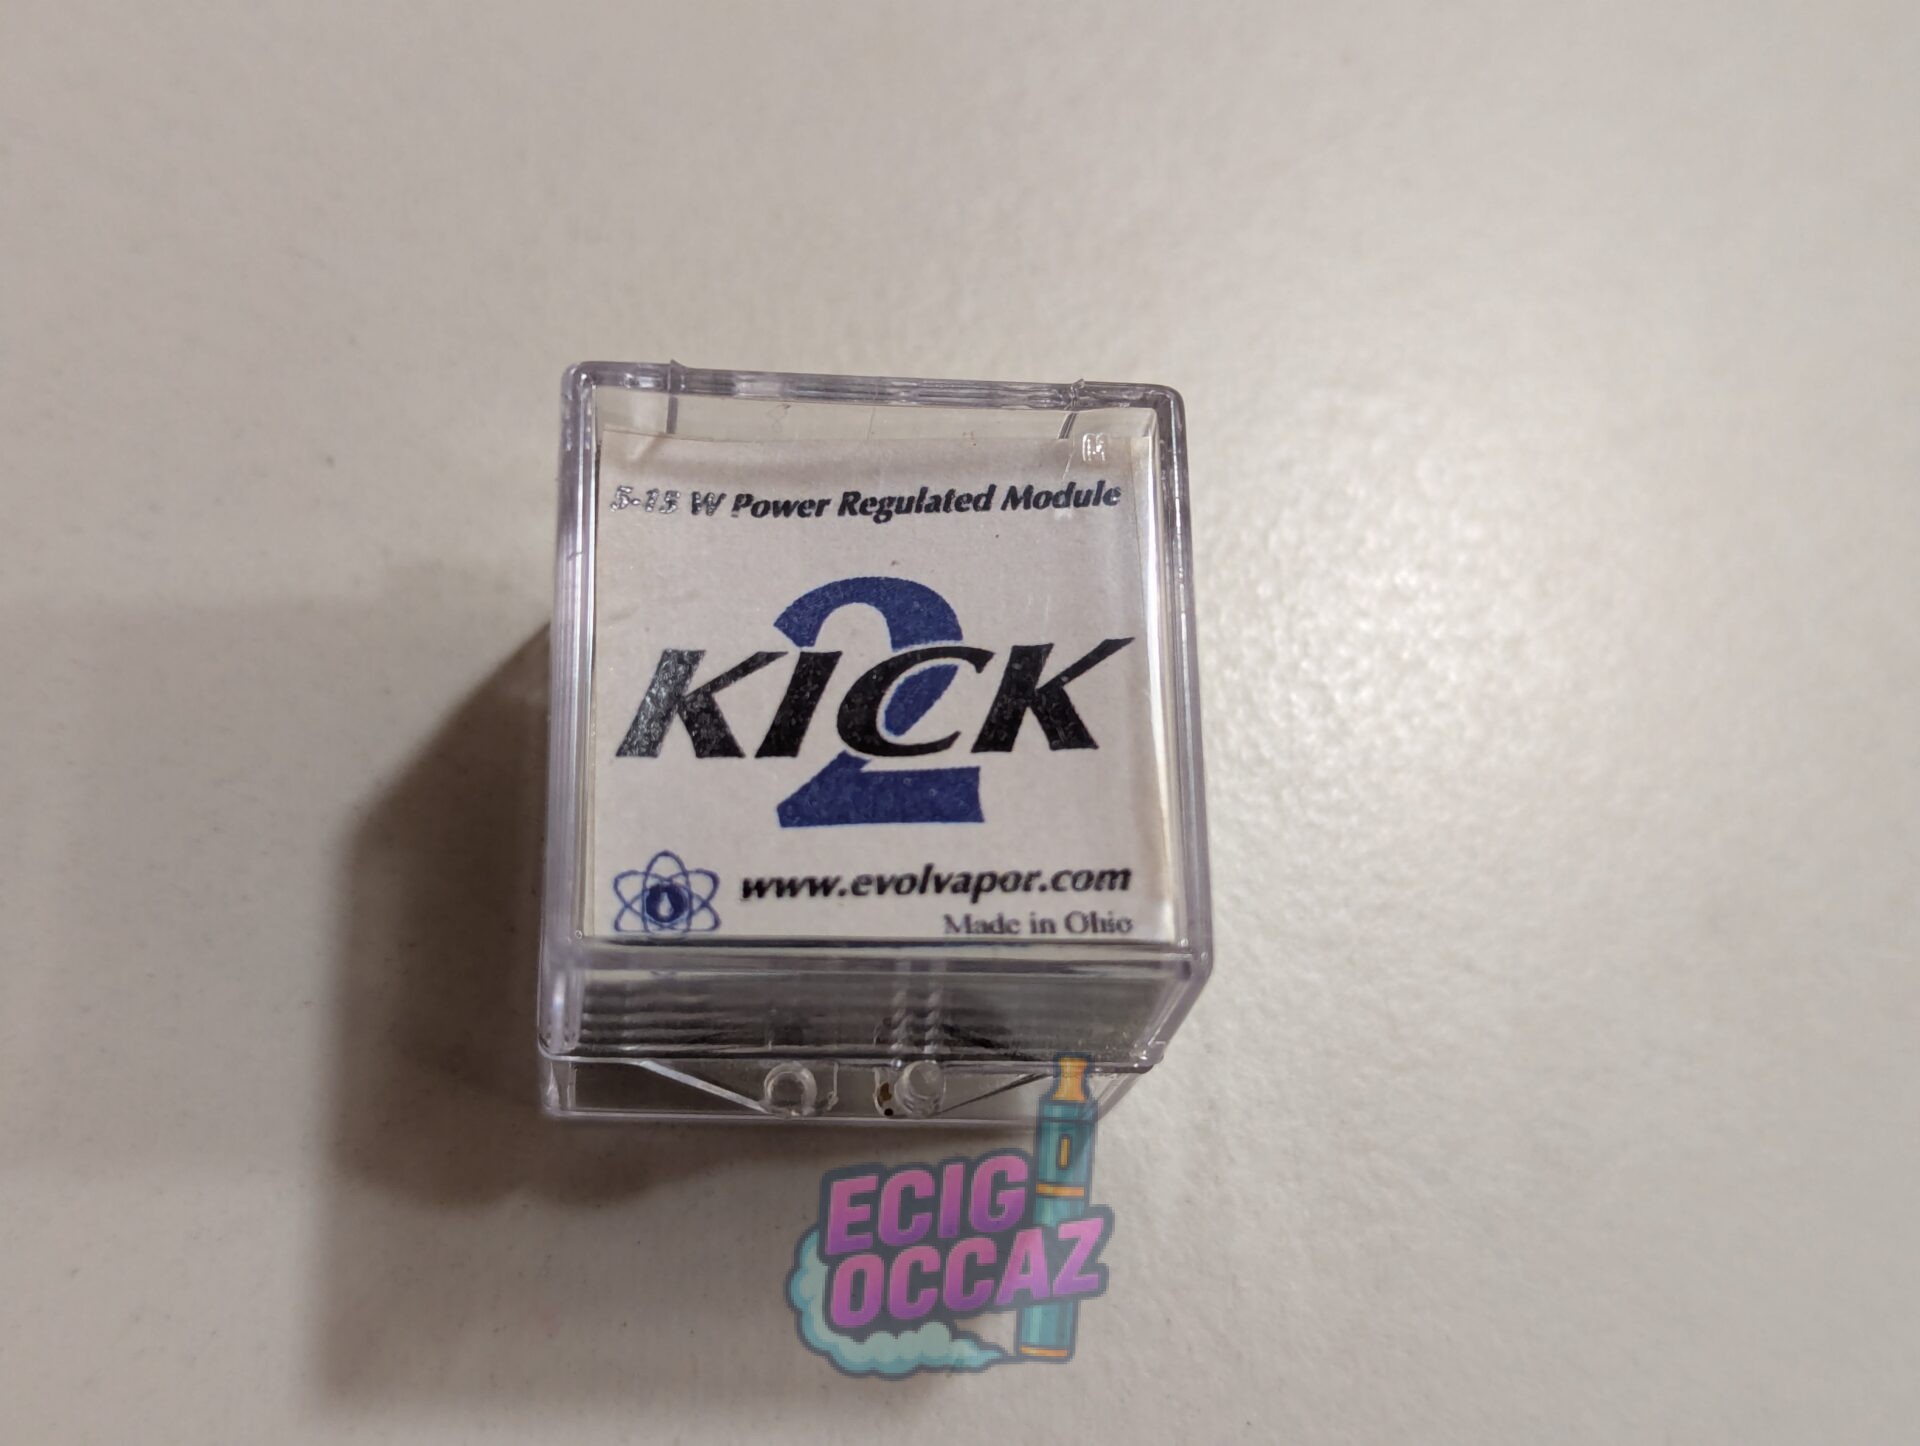 5-15 W Power Regulated Module
2
KICK
www.evolvapor.com
Made in Ohio
ECIG
OCCAZ